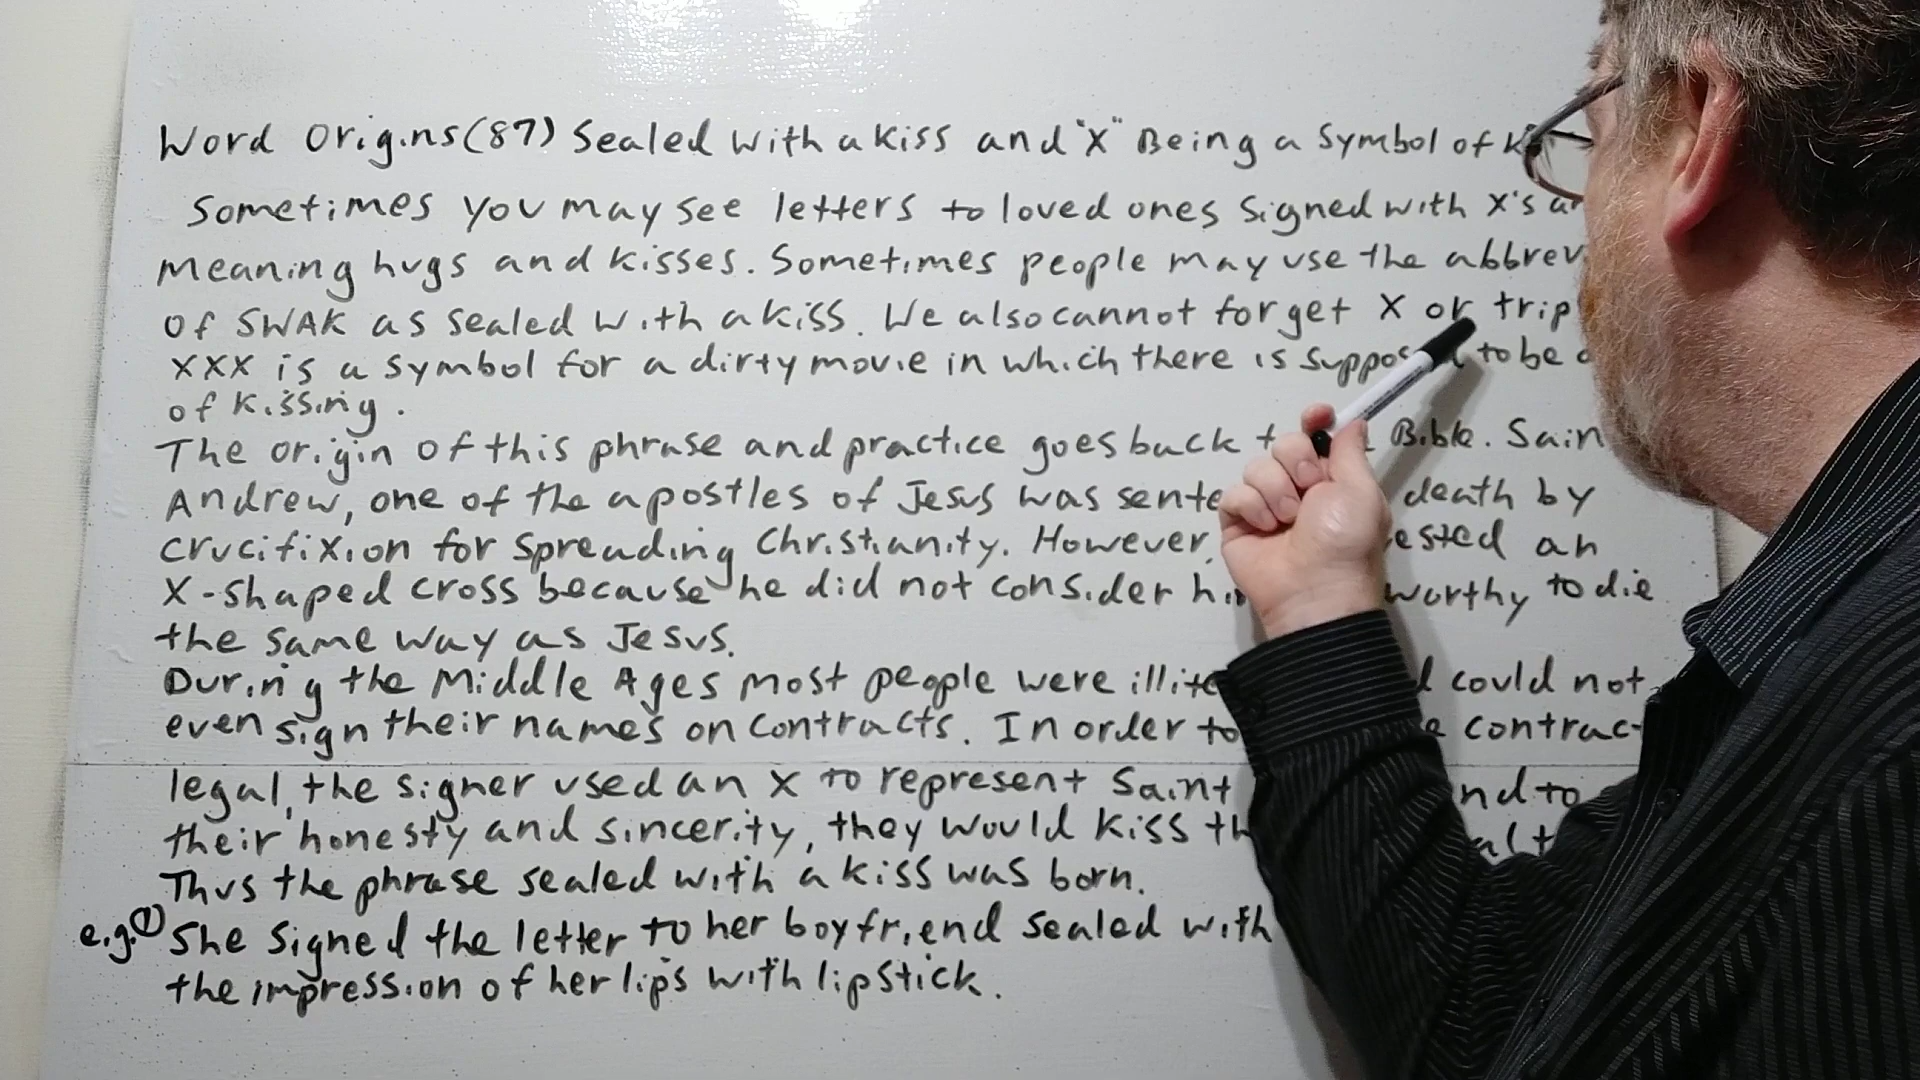 Word Origins (87) Sealed with a kiss and "X" Being a Symbol of
Sometimes you may see letters to loved ones signed with X's
meaning hugs and kisses. Sometimes people may use the
of SWAK as sealed with a kiss. We also cannot forget X or
XXX is a symbol for a dirty movie in which there is to be
of kissing.
The origin of this phrase and practice goes back Bible.
Andrew, one of the apostles of Jesus was death by
crucifixion for spreading Christianity. However, an
X-shaped cross because he did not consider worthy to die
the same way as Jesus.
During the Middle Ages most people were could not
even sign their names on contracts. In order to contract
legal, the signer used an X to represent Saint to
their honesty and sincerity, they would kiss
Thus the phrase sealed with a kiss was born.
e.g. ① She signed the letter to her boyfriend sealed with
the impression of her lips with lipstick.